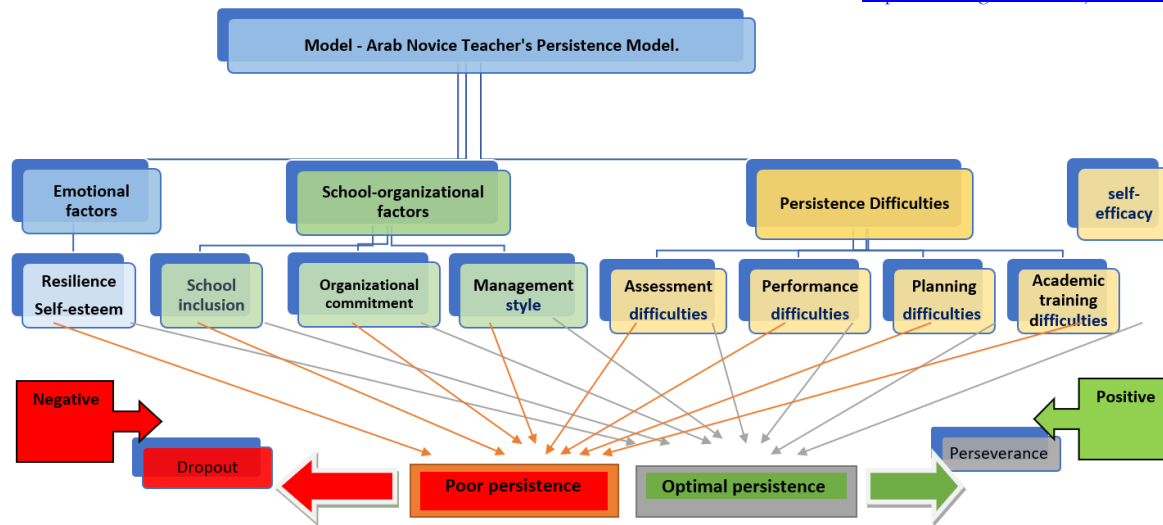 Model - Arab Novice Teacher's Persistence Model.
Emotional
factors
School-organizational
factors
Persistence Difficulties
self-
efficacy
Resilience
Self-esteem
School
inclusion
Organizational
commitment
Management
style
Assessment
difficulties
Performance
difficulties
Planning
difficulties
Academic
training
difficulties
Negative
Positive
Dropout
Perseverance
Poor persistence
Optimal persistence